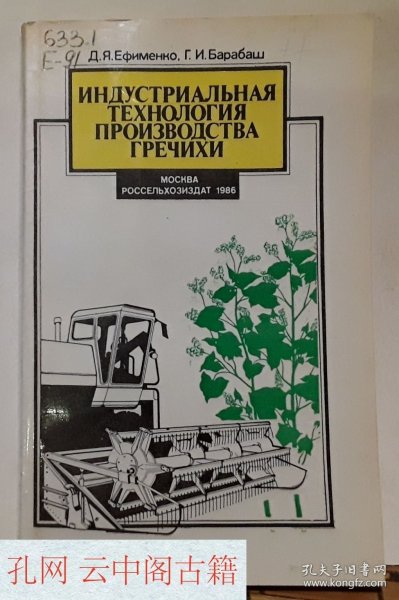 633.1
Е-91
Д.Я.Ефименко, Г.И.Барабаш
ИНДУСТРИАЛЬНАЯ
ТЕХНОЛОГИЯ
ПРОИЗВОДСТВА
ГРЕЧИХИ
МОСКВА
РОССЕЛЬХОЗИЗДАТ 1986
孔网 云中阁古籍
孔夫子旧书网
www.kongfz.com